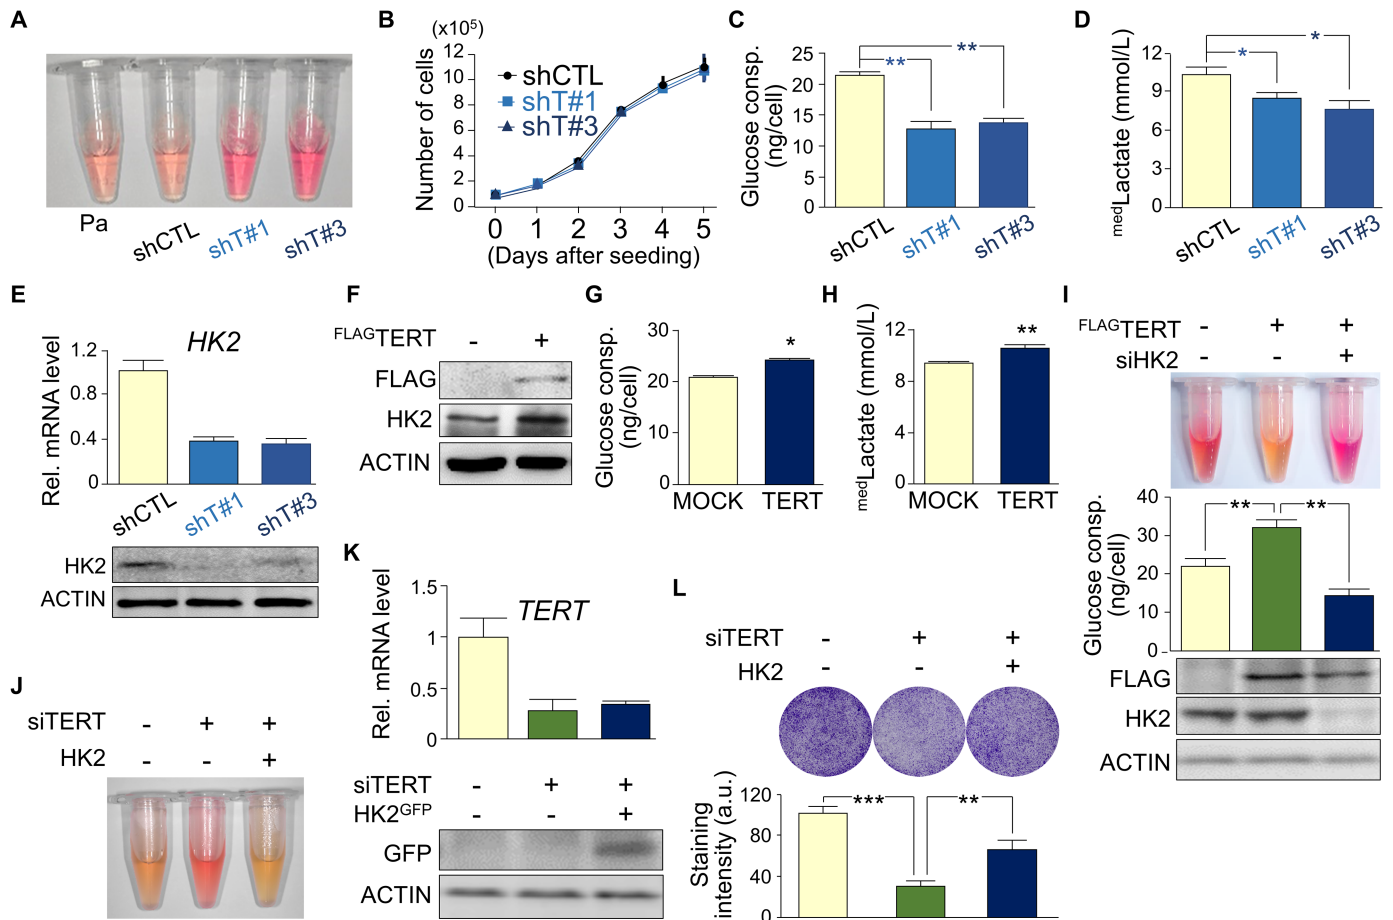 A
Pa
shCTL
shT#1
shT#3
B
(x10⁵)
Number of cells
12
10
8
6
4
2
0
shCTL
shT#1
shT#3
0 1 2 3 4 5
(Days after seeding)
C
Glucose consp.
(ng/cell)
25
20
15
10
5
0
** **
shCTL
shT#1
shT#3
D
medLactate (mmol/L)
12
9
6
3
0
* *
shCTL
shT#1
shT#3
E
HK2
Rel. mRNA level
1.2
0.8
0.4
0
shCTL
shT#1
shT#3
HK2
ACTIN
F
FLAGTERT - +
FLAG
HK2
ACTIN
G
Glucose consp.
(ng/cell)
30
20
10
0
*
MOCK TERT
H
medLactate (mmol/L)
12
8
4
0
**
MOCK TERT
I
FLAGTERT - + +
siHK2 - - +
Glucose consp.
(ng/cell)
40
30
20
10
0
** **
FLAG
HK2
ACTIN
J
siTERT - + +
HK2 - - +
K
TERT
Rel. mRNA level
1.5
1
0.5
0
siTERT - + +
HK2GFP - - +
GFP
ACTIN
L
siTERT - + +
HK2 - - +
Staining
intensity (a.u.)
120
80
40
0
*** **